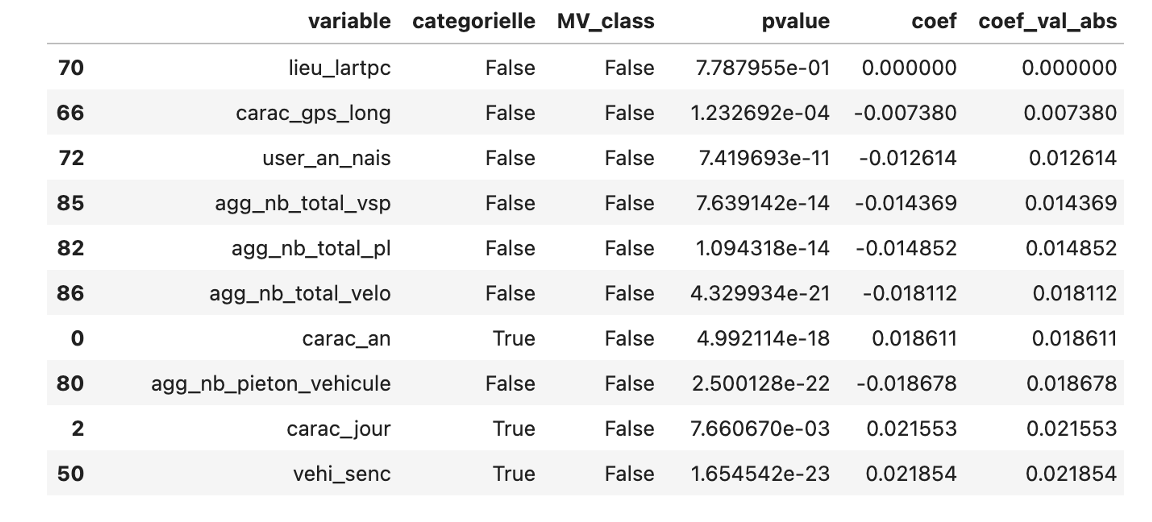 variable categorielle MV_class pvalue coef coef_val_abs
70 lieu_lartpc False False 7.787955e-01 0.000000 0.000000
66 carac_gps_long False False 1.232692e-04 -0.007380 0.007380
72 user_an_nais False False 7.419693e-11 -0.012614 0.012614
85 agg_nb_total_vsp False False 7.639142e-14 -0.014369 0.014369
82 agg_nb_total_pl False False 1.094318e-14 -0.014852 0.014852
86 agg_nb_total_velo False False 4.329934e-21 -0.018112 0.018112
0 carac_an True False 4.992114e-18 0.018611 0.018611
80 agg_nb_pieton_vehicule False False 2.500128e-22 -0.018678 0.018678
2 carac_jour True False 7.660670e-03 0.021553 0.021553
50 vehi_senc True False 1.654542e-23 0.021854 0.021854